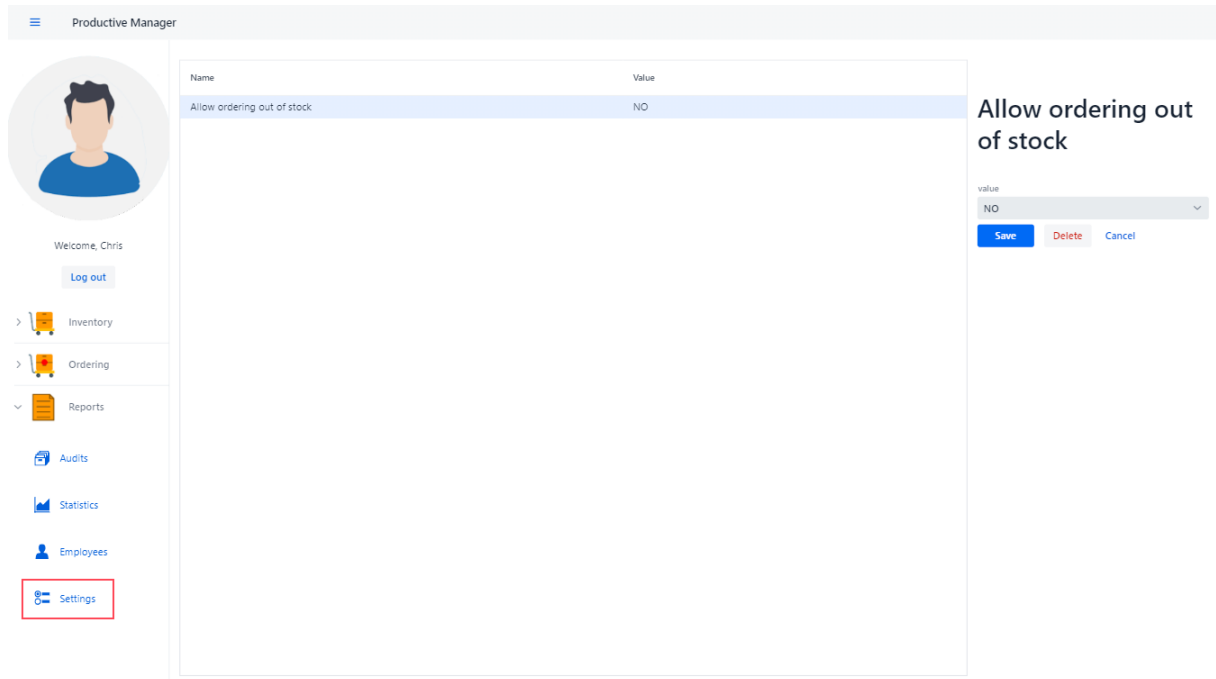 Productive Manager
Welcome, Chris
Log out
Inventory
Ordering
Reports
Audits
Statistics
Employees
Settings
Name Value
Allow ordering out of stock NO
Allow ordering out
of stock
value
NO
Save Delete Cancel